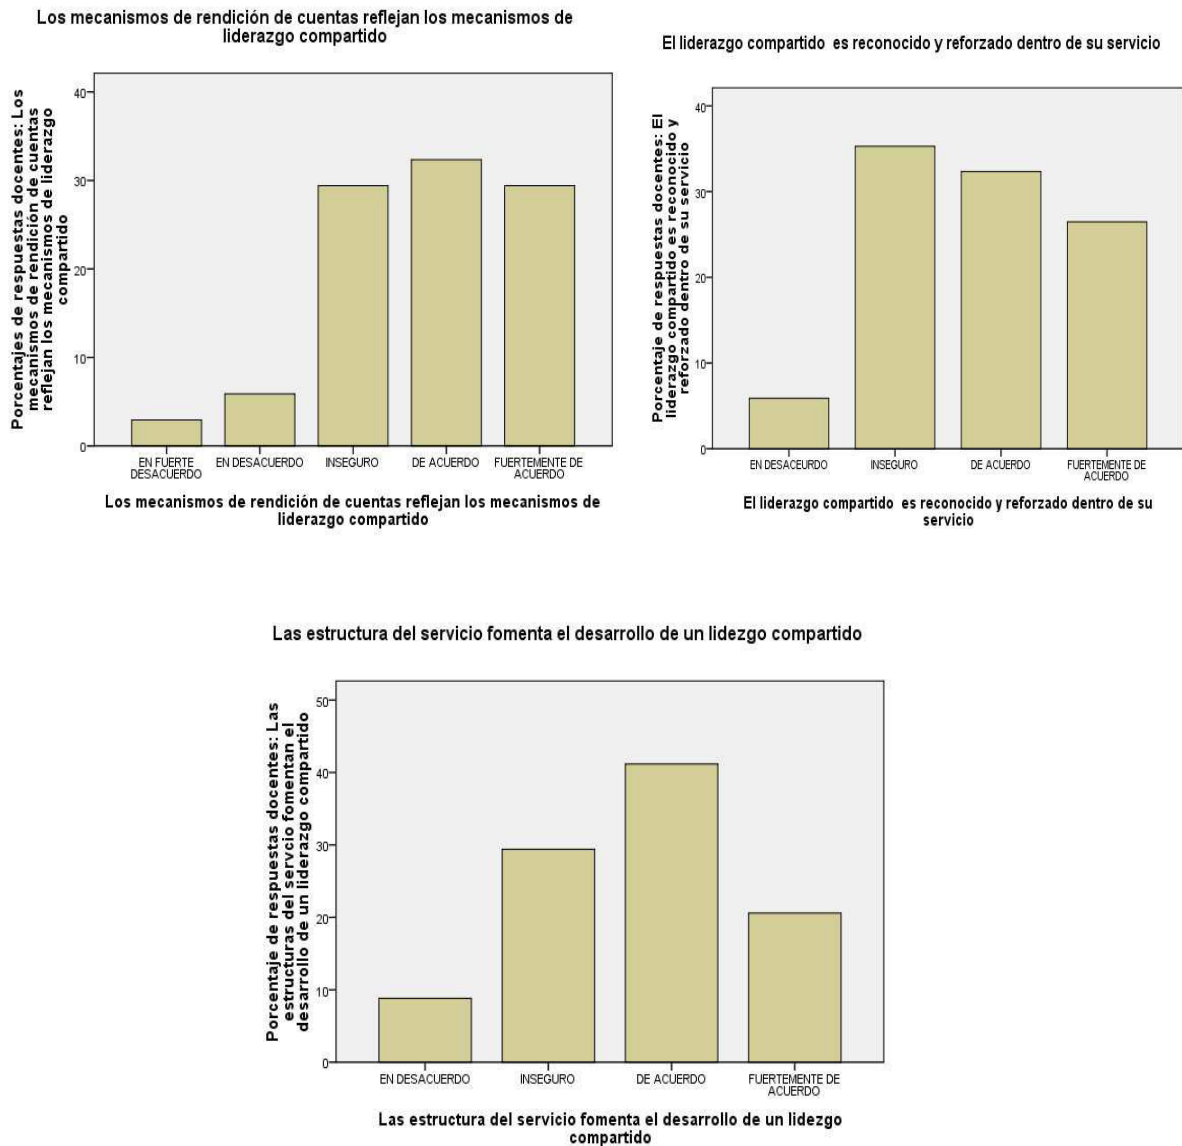 Los mecanismos de rendición de cuentas reflejan los mecanismos de
liderazgo compartido
Porcentajes de respuestas docentes: Los
mecanismos de rendición de cuentas
reflejan los mecanismos de liderazgo
compartido
40
30
20
10
0
EN FUERTE
DESACUERDO
EN DESACUERDO
INSEGURO
DE ACUERDO
FUERTEMENTE DE
ACUERDO
Los mecanismos de rendición de cuentas reflejan los mecanismos de
liderazgo compartido
El liderazgo compartido es reconocido y reforzado dentro de su servicio
Porcentaje de respuestas docentes: El
liderazgo compartido es reconocido y
reforzado dentro de su servicio
40
30
20
10
0
EN DESACEURDO
INSEGURO
DE ACUERDO
FUERTEMENTE DE
ACUERDO
El liderazgo compartido es reconocido y reforzado dentro de su
servicio
Las estructura del servicio fomenta el desarrollo de un lidezgo compartido
Porcentaje de respuestas docentes: Las
estructuras del servcio fomentan el
desarrollo de un liderazgo compartido
50
40
30
20
10
0
EN DESACUERDO
INSEGURO
DE ACUERDO
FUERTEMENTE DE
ACUERDO
Las estructura del servicio fomenta el desarrollo de un lidezgo
compartido